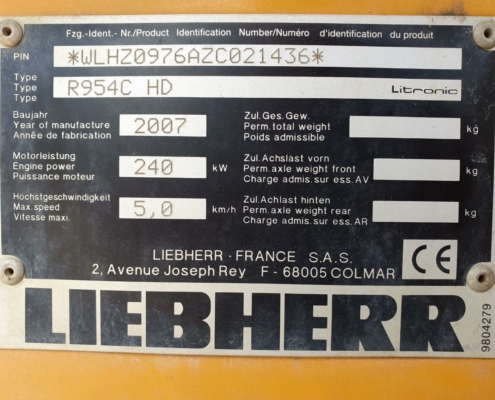 Fzg.-Ident.- Nr./Product Identification Number/Numéro d'identification du produit
PIN *WLHZ0976AZC021436*
Type
Type R954C HD Litronic
Type
Baujahr Zul.Ges.Gew.
Year of manufacture 2007 Perm.total weight kg
Année de fabrication Poids admissible
Motorleistung Zul.Achslast vorn
Engine power 240 kW Perm.axle weight front kg
Puissance moteur Charge admis.sur ess.AV
Höchstgeschwindigkeit Zul.Achslast hinten
Max speed 5,0 km/h Perm.axle weight rear kg
Vitesse maxi. Charge admis.sur ess.AR
LIEBHERR - FRANCE S.A.S.
2, Avenue Joseph Rey F - 68005 COLMAR
CE
LIEBHERR
9804279